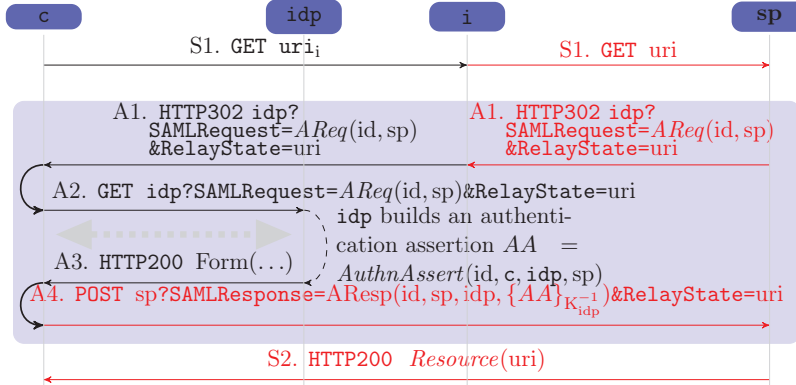 c idp i sp
S1. GET uri_i S1. GET uri
A1. HTTP302 idp? A1. HTTP302 idp?
SAMLRequest=AReq(id, sp) SAMLRequest=AReq(id, sp)
&RelayState=uri &RelayState=uri
A2. GET idp?SAMLRequest=AReq(id, sp)&RelayState=uri
idp builds an authenti-
cation assertion AA =
A3. HTTP200 Form(...) AuthnAssert(id, c, idp, sp)
A4. POST sp?SAMLResponse=AResp(id, sp, idp, {AA}_{K_{idp}^{-1}})&RelayState=uri
S2. HTTP200 Resource(uri)